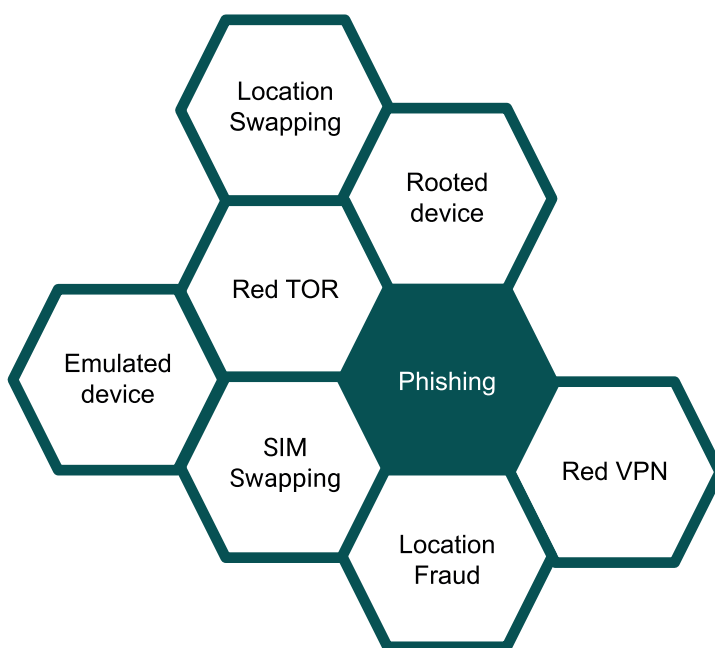 Location
Swapping
Rooted
device
Red TOR
Emulated
device
Phishing
SIM
Swapping
Red VPN
Location
Fraud